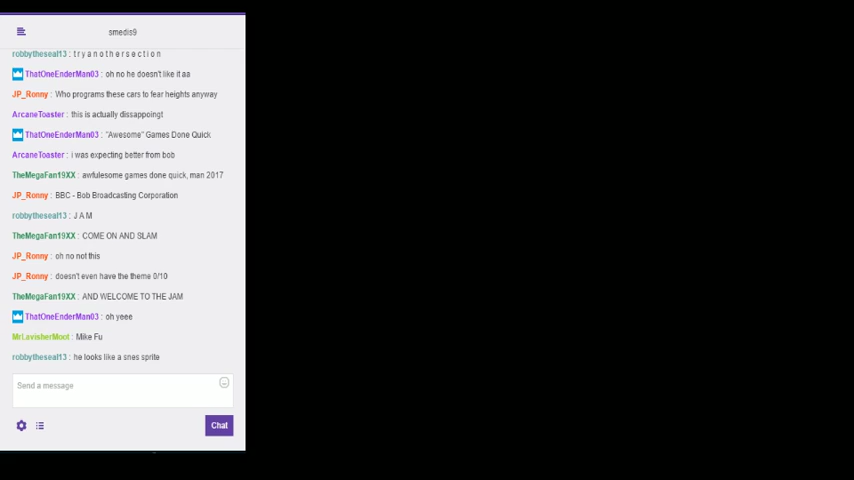 smedis9
robbytheseal13 : t r y a n o t h e r s e c t i o n
ThatOneEnderMan03 : oh no he doesn't like it aa
JP_Ronny : Who programs these cars to fear heights anyway
ArcaneToaster : this is actually dissappoingt
ThatOneEnderMan03 : "Awesome" Games Done Quick
ArcaneToaster : i was expecting better from bob
TheMegaFan19XX : awfulesome games done quick, man 2017
JP_Ronny : BBC - Bob Broadcasting Corporation
robbytheseal13 : J A M
TheMegaFan19XX : COME ON AND SLAM
JP_Ronny : oh no not this
JP_Ronny : doesn't even have the theme 0/10
TheMegaFan19XX : AND WELCOME TO THE JAM
ThatOneEnderMan03 : oh yeee
MrLavisherMoot : Mike Fu
robbytheseal13 : he looks like a snes sprite
Send a message
Chat